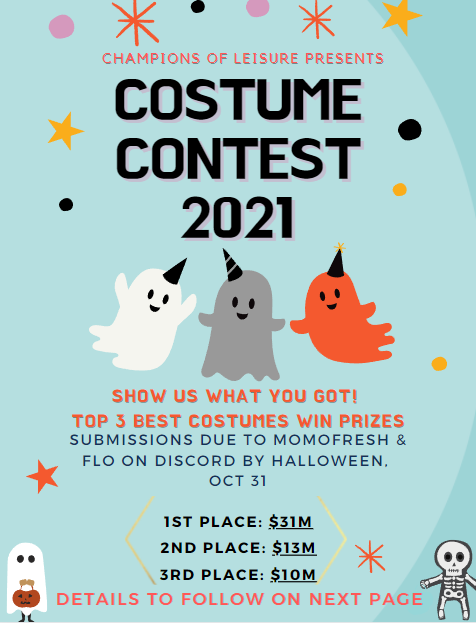 CHAMPIONS OF LEISURE PRESENTS
COSTUME
CONTEST
2021
SHOW US WHAT YOU GOT!
TOP 3 BEST COSTUMES WIN PRIZES
SUBMISSIONS DUE TO MOMOFRESH &
FLO ON DISCORD BY HALLOWEEN,
OCT 31
1ST PLACE: $31M
2ND PLACE: $13M
3RD PLACE: $10M
DETAILS TO FOLLOW ON NEXT PAGE